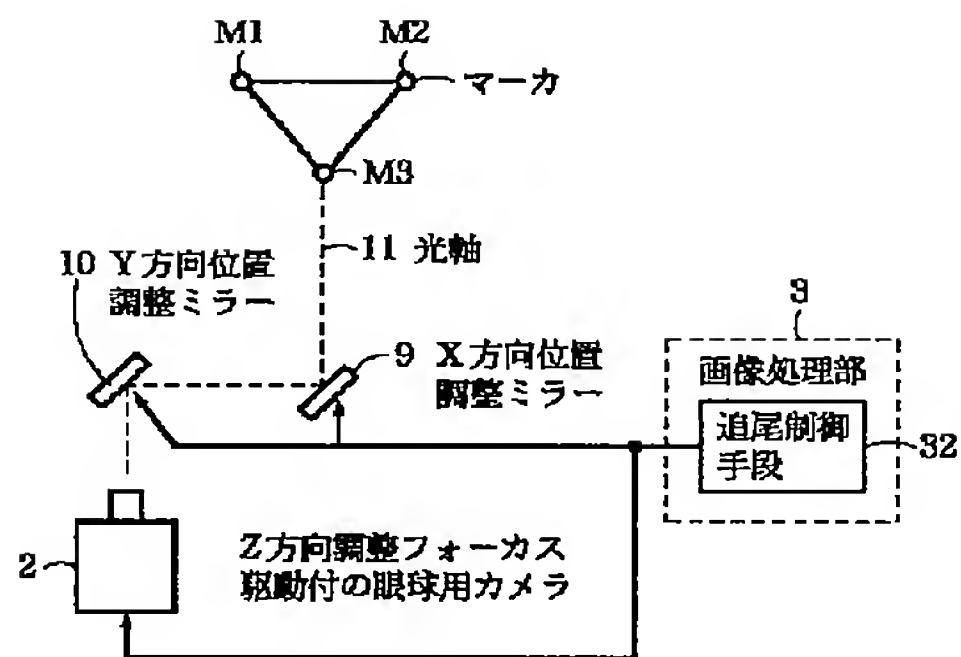 M1
M2
マーカ
M3
11 光軸
10 Y方向位置
調整ミラー
9 X方向位置
調整ミラー
3
画像処理部
追尾制御
手段
32
2
Z方向調整フォーカス
駆動付の眼球用カメラ